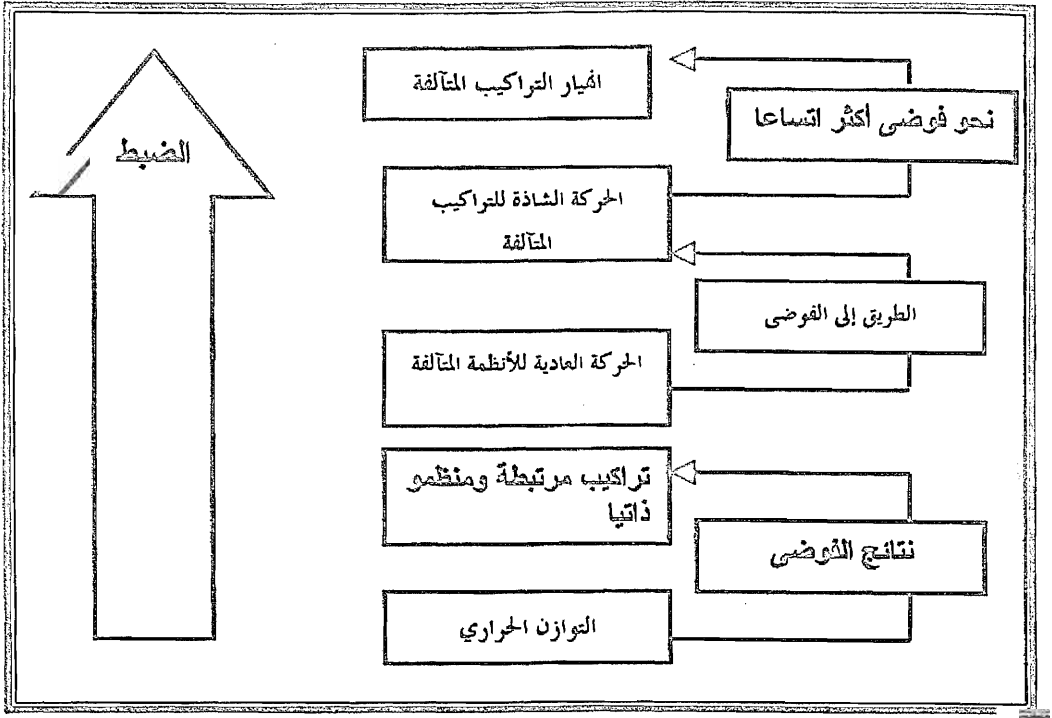 انهيار التراكيب المتآلفة
نحو فوضى أكثر اتساعا
الضبط
الحركة الشاذة للتراكيب
المتآلفة
الطريق إلى الفوضى
الحركة العادية للأنظمة المتآلفة
تراكيب مرتبطة ومنظمو
ذاتيا
نتائج الفوضى
التوازن الحراري